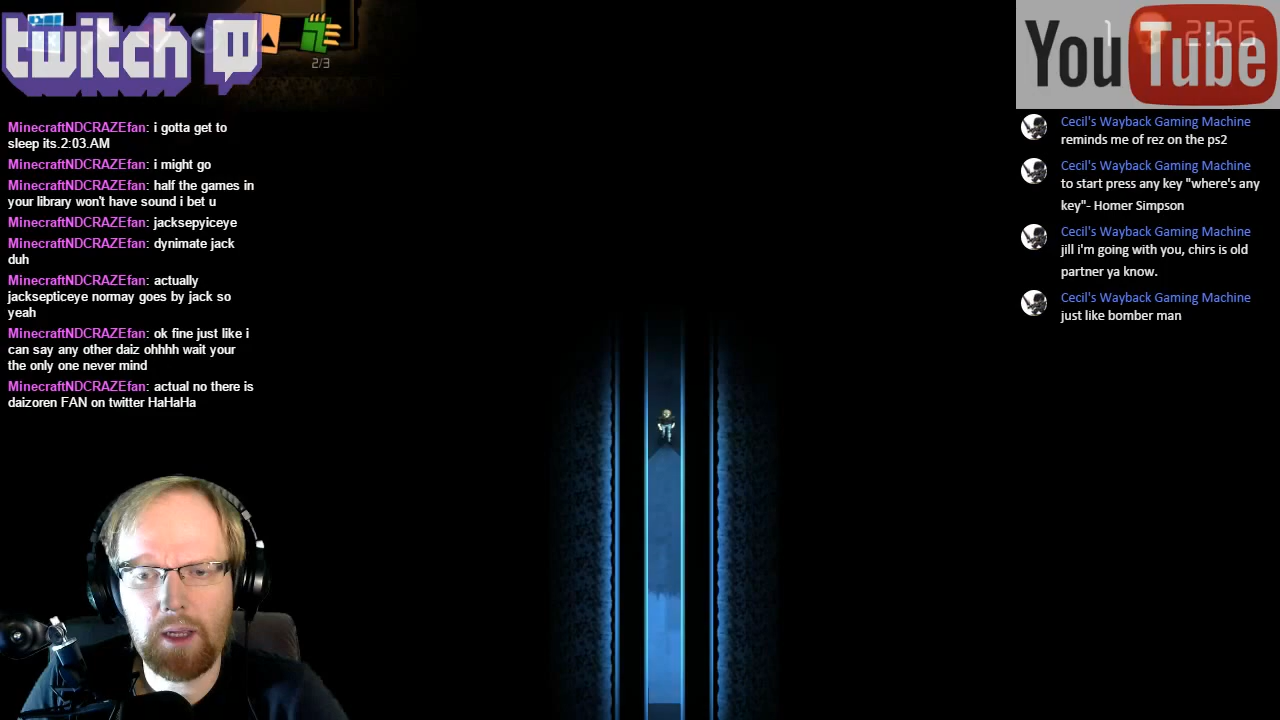 twitch
2/3
MinecraftNDCRAZEfan: i gotta get to
sleep its.2:03.AM
MinecraftNDCRAZEfan: i might go
MinecraftNDCRAZEfan: half the games in
your library won't have sound i bet u
MinecraftNDCRAZEfan: jacksepyiceye
MinecraftNDCRAZEfan: dynimate jack
duh
MinecraftNDCRAZEfan: actually
jacksepticeye normay goes by jack so
yeah
MinecraftNDCRAZEfan: ok fine just like i
can say any other daiz ohhhh wait your
the only one never mind
MinecraftNDCRAZEfan: actual no there is
daizoren FAN on twitter HaHaHa
YouTube
1
2:26
Cecil's Wayback Gaming Machine
reminds me of rez on the ps2
Cecil's Wayback Gaming Machine
to start press any key "where's any
key"- Homer Simpson
Cecil's Wayback Gaming Machine
jill i'm going with you, chirs is old
partner ya know.
Cecil's Wayback Gaming Machine
just like bomber man